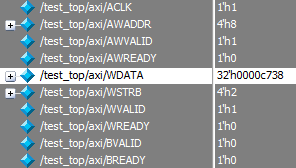 /test_top/axi/ACLK 1'h1
/test_top/axi/AWADDR 4'h8
/test_top/axi/AWVALID 1'h1
/test_top/axi/AWREADY 1'h0
/test_top/axi/WDATA 32'h0000c738
/test_top/axi/WSTRB 4'h2
/test_top/axi/WVALID 1'h1
/test_top/axi/WREADY 1'h0
/test_top/axi/BVALID 1'h0
/test_top/axi/BREADY 1'h0